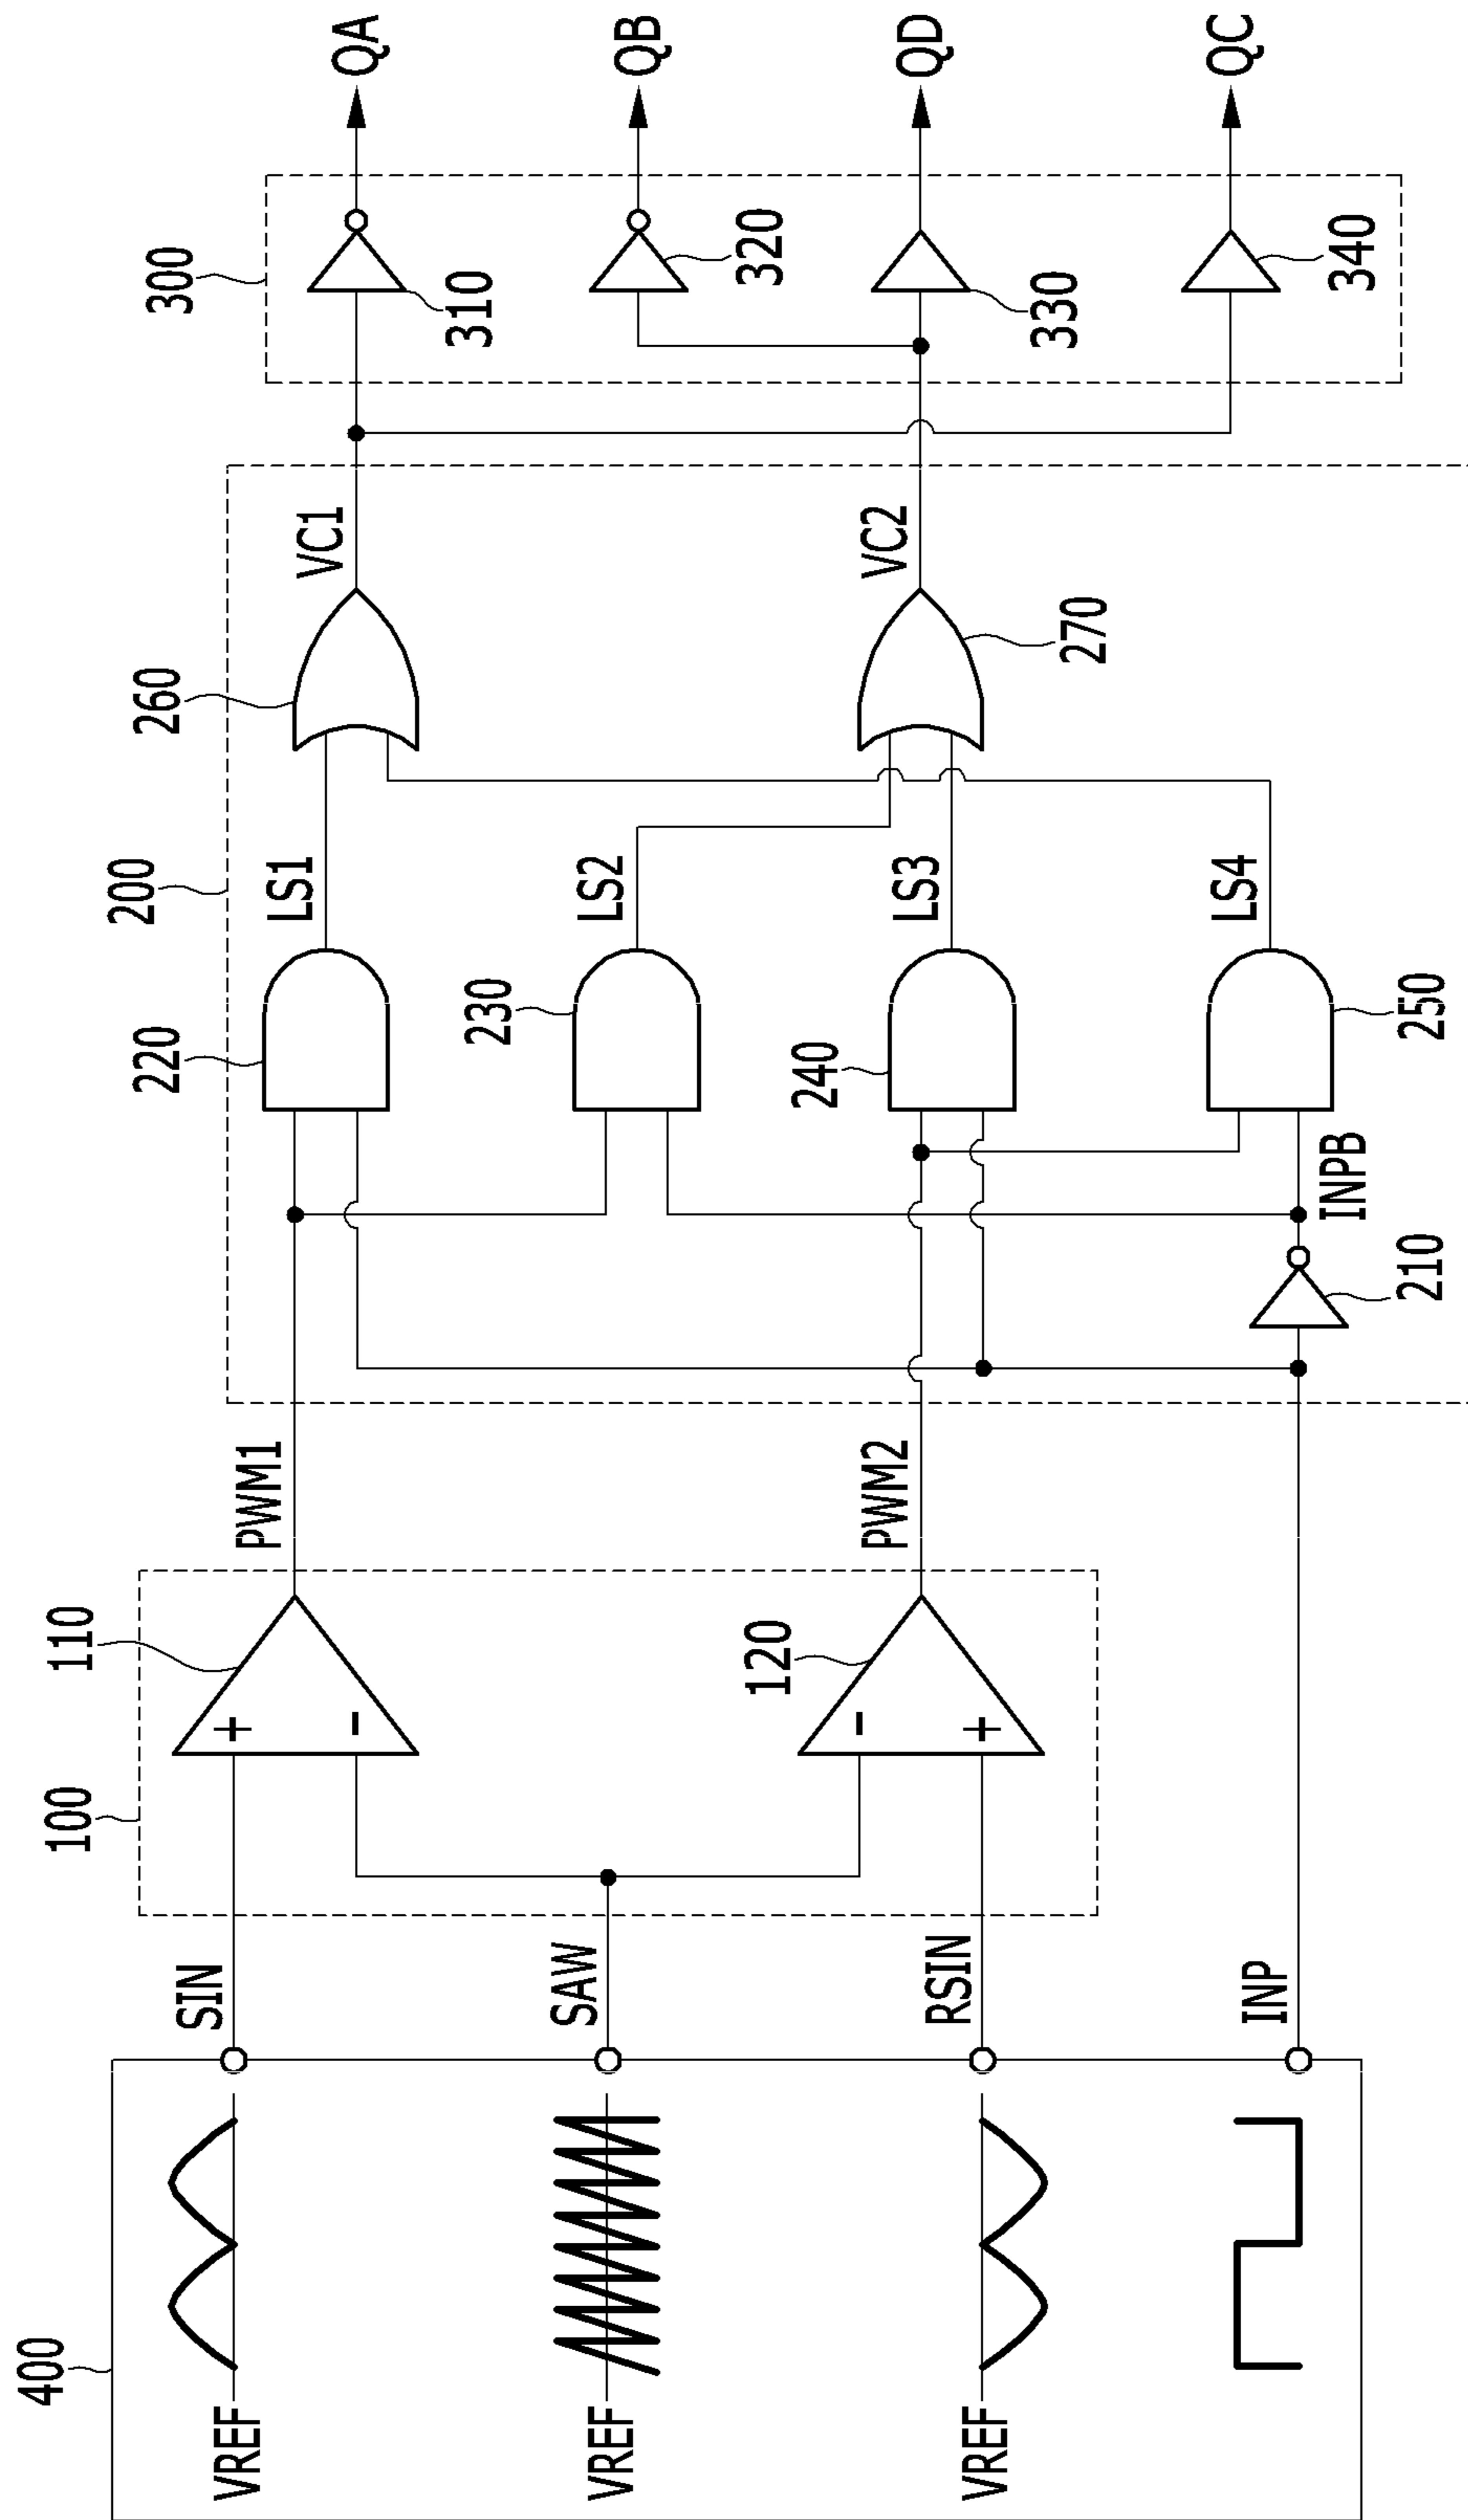 400
VREF
VREF
VREF
SIN
SAW
RSIN
INP
100
110
120
+
-
-
+
PWM1
PWM2
200
210
INPB
220
230
240
250
LS1
LS2
LS3
LS4
260
270
VC1
VC2
300
310
320
330
340
QA
QB
QD
QC